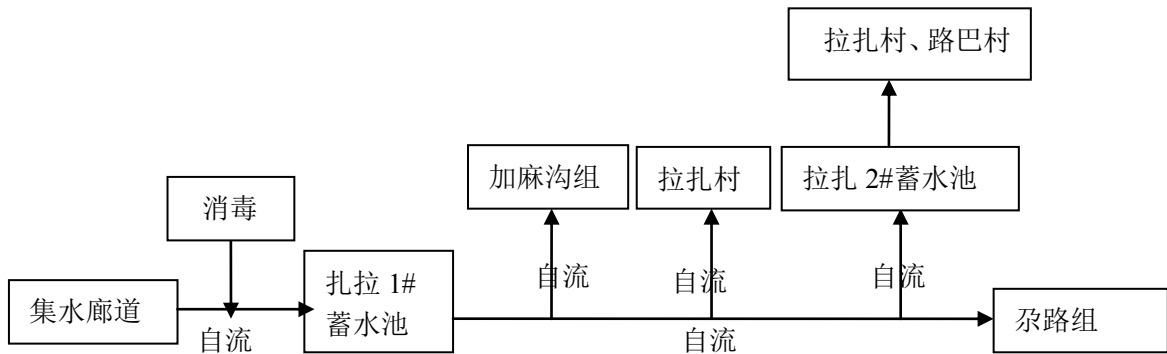 拉扎村、路巴村
加麻沟组
拉扎村
拉扎 2#蓄水池
消毒
自流
自流
自流
集水廊道
扎拉 1#
蓄水池
尕路组
自流
自流